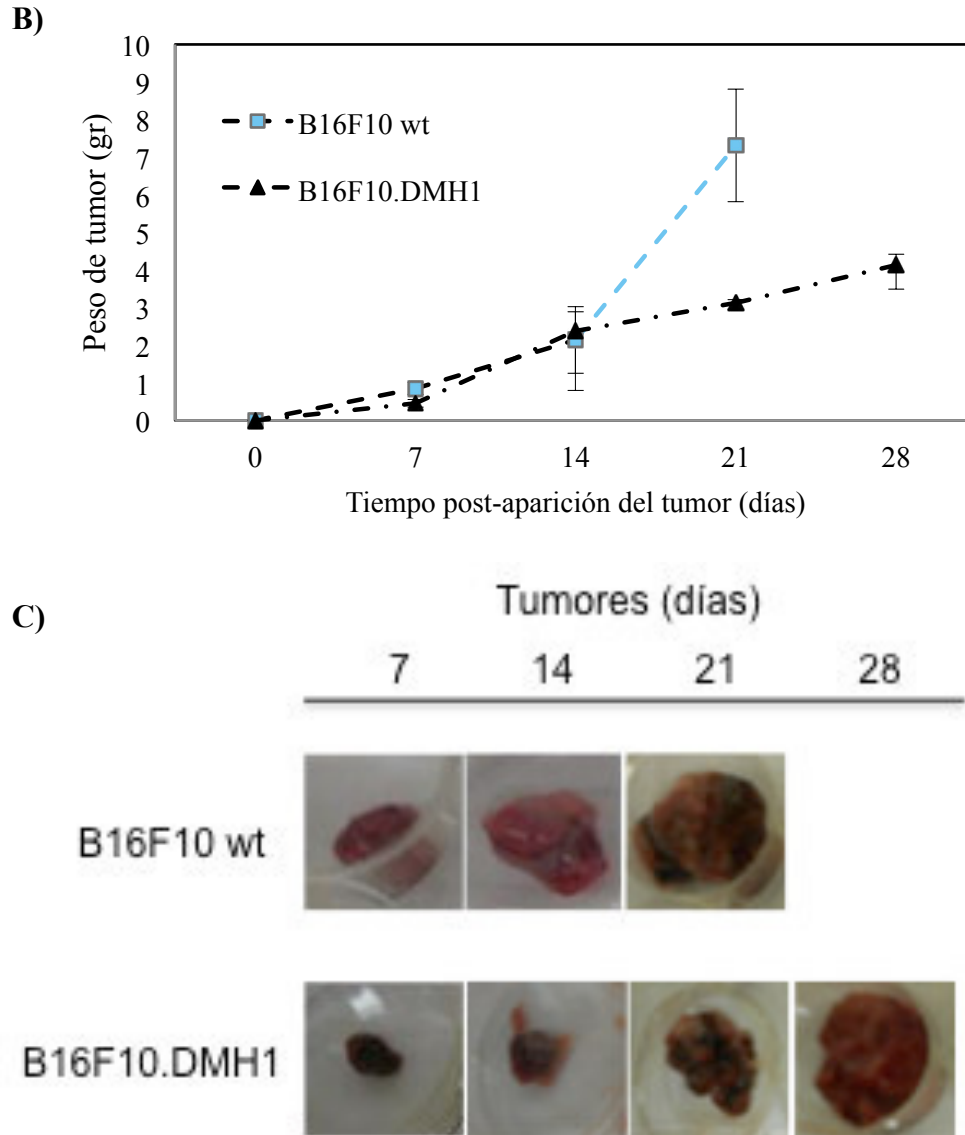 B)
10
9
8
7
6
5
4
3
2
1
0
Peso de tumor (gr)
B16F10 wt
B16F10.DMH1
0 7 14 21 28
Tiempo post-aparición del tumor (días)
C)
Tumores (días)
7 14 21 28
B16F10 wt
B16F10.DMH1